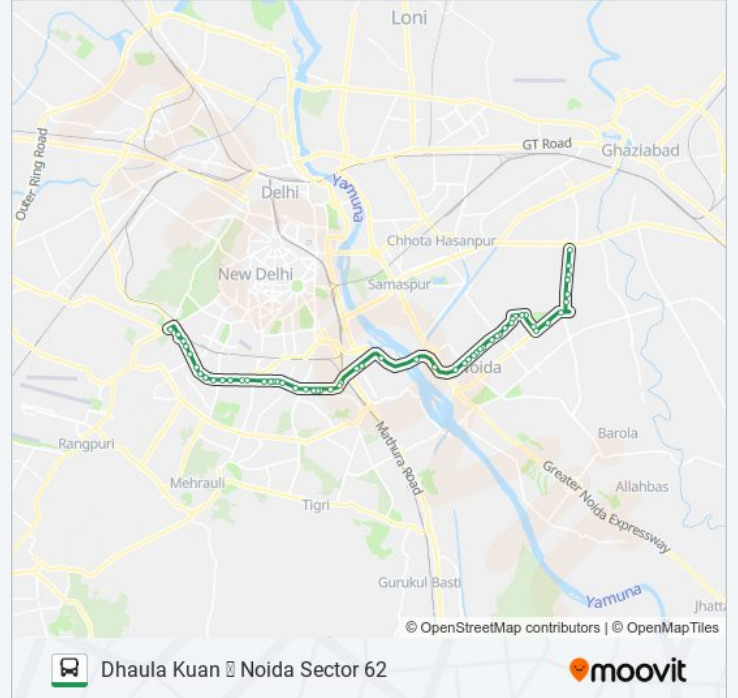 Loni
GT Road
Ghaziabad
Outer Ring Road
Delhi
Yamuna
Chhota Hasanpur
New Delhi
Samaspur
Noida
Rangpuri
Mathura Road
Barola
Mehrauli
Allahbas
Tigri
Greater Noida Expressway
Gurukul Basti
Yamuna
Jhatta
© OpenStreetMap contributors | © OpenMapTiles
Dhaula Kuan Noida Sector 62
moovit